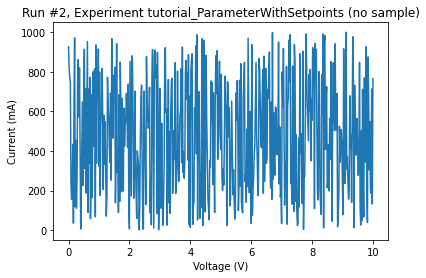 Run #2, Experiment tutorial_ParameterWithSetpoints (no sample)
1000
800
600
400
200
0
Current (mA)
0 2 4 6 8 10
Voltage (V)